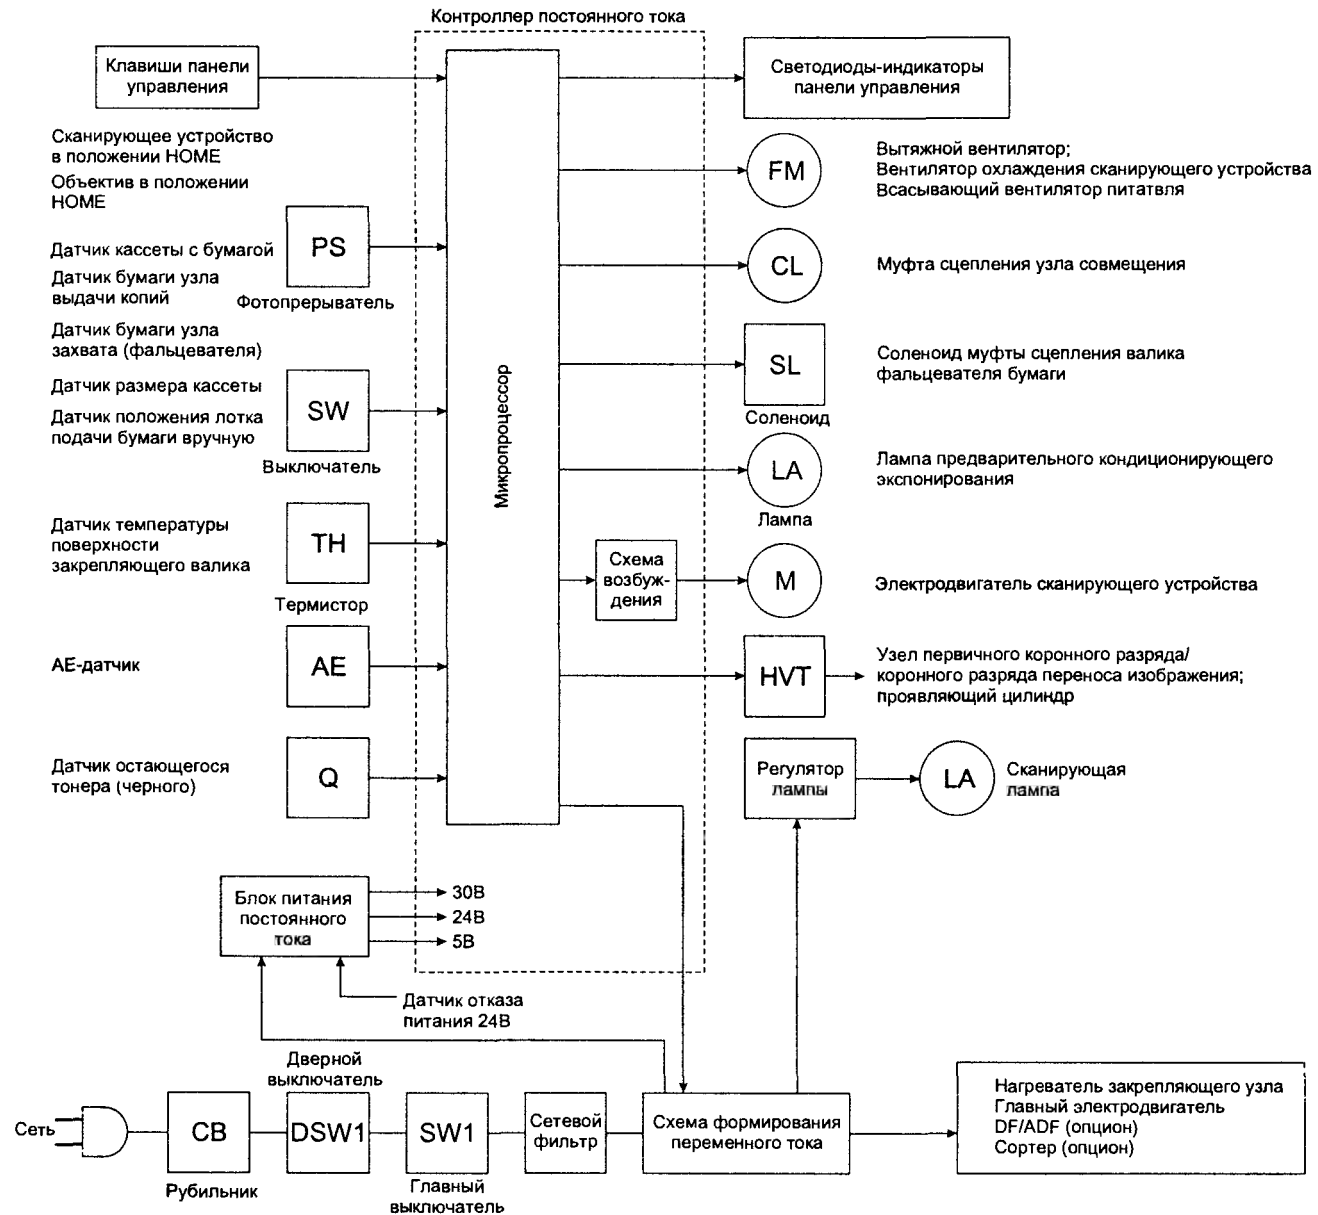 Контроллер постоянного тока
Клавиши панели
управления
Светодиоды-индикаторы
панели управления
Сканирующее устройство
в положении HOME
Объектив в положении
HOME
PS
Датчик кассеты с бумагой
Датчик бумаги узла
выдачи копий
Фотопрерыватель
Датчик бумаги узла
захвата (фальцевателя)
Датчик размера кассеты
SW
Датчик положения лотка
подачи бумаги вручную
Выключатель
Датчик температуры
поверхности
закрепляющего валика
TH
Термистор
AE-датчик
AE
Датчик остающегося
тонера (черного)
Q
Микропроцессор
FM
Вытяжной вентилятор;
Вентилятор охлаждения сканирующего устройства
Всасывающий вентилятор питатвля
CL
Муфта сцепления узла совмещения
SL
Соленоид
Соленоид муфты сцепления валика
фальцевателя бумаги
LA
Лампа
Лампа предварительного кондиционирующего
экспонирования
Схема
возбуж-
дения
M
Электродвигатель сканирующего устройства
HVT
Узел первичного коронного разряда/
коронного разряда переноса изображения;
проявляющий цилиндр
Регулятор
лампы
LA
Сканирующая
лампа
Блок питания
постоянного
тока
30В
24В
5В
Датчик отказа
питания 24В
Сеть
CB
Рубильник
Дверной
выключатель
DSW1
SW1
Главный
выключатель
Сетевой
фильтр
Схема формирования
переменного тока
Нагреватель закрепляющего узла
Главный электродвигатель
DF/ADF (опцион)
Сортер (опцион)